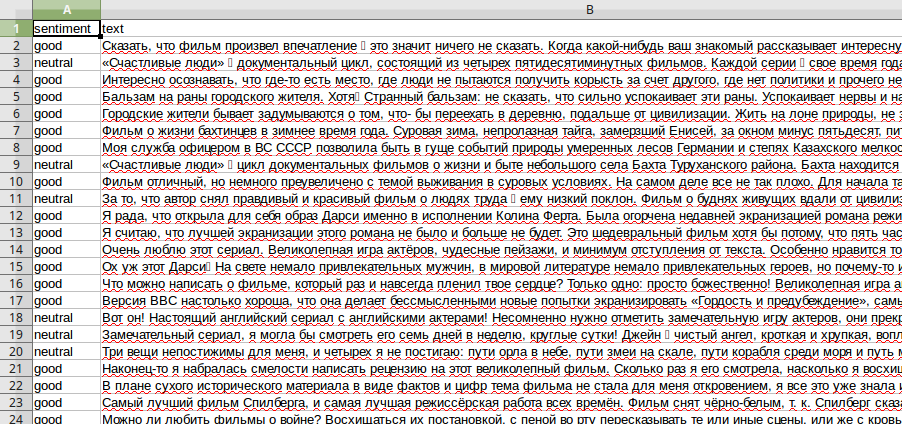 A B
1 sentiment text
2 good Сказать, что фильм произвел впечатление это значит ничего не сказать. Когда какой-нибудь ваш знакомый рассказывает интересну
3 neutral «Счастливые люди» документальный цикл, состоящий из четырех пятидесятиминутных фильмов. Каждой серии свое время год
4 good Интересно осознавать, что где-то есть место, где люди не пытаются получить корысть за счет другого, где нет политики и прочего не
5 good Бальзам на раны городского жителя. Хотя Странный бальзам: не сказать, что сильно успокаивает эти раны. Успокаивает нервы и на
6 good Городские жители бывает задумываются о том, что- бы переехать в деревню, подальше от цивилизации. Жить на лоне природы, не з
7 good Фильм о жизни бахтинцев в зимнее время года. Суровая зима, непролазная тайга, замерзший Енисей, за окном минус пятьдесят, пит
8 good Моя служба офицером в ВС СССР позволила быть в гуще событий природы умеренных лесов Германии и степях Казахского мелкос
9 neutral «Счастливые люди» цикл документальных фильмов о жизни и быте небольшого села Бахта Туруханского района. Бахта находится
10 good Фильм отличный, но немного преувеличено с темой выживания в суровых условиях. На самом деле все не так плохо. Для начала та
11 neutral За то, что автор снял правдивый и красивый фильм о людях труда ему низкий поклон. Фильм о буднях живущих вдали от цивилиз
12 good Я рада, что открыла для себя образ Дарси именно в исполнении Колина Ферта. Была огорчена недавней экранизацией романа режи
13 good Я считаю, что лучшей экранизации этого романа не было и больше не будет. Это шедевральный фильм хотя бы потому, что пять час
14 good Очень люблю этот сериал. Великолепная игра актёров, чудесные пейзажи, и минимум отступления от текста. Особенно нравится то
15 good Ох уж этот Дарси На свете немало привлекательных мужчин, в мировой литературе немало привлекательных героев, но почему-то и
16 good Что можно написать о фильме, который раз и навсегда пленил твое сердце? Только одно: просто божественно! Великолепная игра а
17 good Версия ВВС настолько хороша, что она делает бессмысленными новые попытки экранизировать «Гордость и предубеждение», самы
18 neutral Вот он! Настоящий английский сериал с английскими актерами! Несомненно нужно отметить замечательную игру актеров, они прекр
19 neutral Замечательный сериал, я могла бы смотреть его семь дней в неделю, круглые сутки! Джейн чистый ангел, кроткая и хрупкая, вопл
20 neutral Три вещи непостижимы для меня, и четырех я не постигаю: пути орла в небе, пути змеи на скале, пути корабля среди моря и путь м
21 good Наконец-то я набралась смелости написать рецензию на этот великолепный фильм. Сколько раз я его смотрела, насколько я восхищ
22 good В плане сухого исторического материала в виде фактов и цифр тема фильма не стала для меня откровением, я все это уже знала и
23 good Самый лучший фильм Спилберга, и самая лучшая режиссёрская работа всех времён. Фильм снят чёрно-белым, т. к. Спилберг сказа
24 good Можно ли любить фильмы о войне? Восхищаться их постановкой, с пеной во рту пересказывать те или иные сцены, или же с кровь